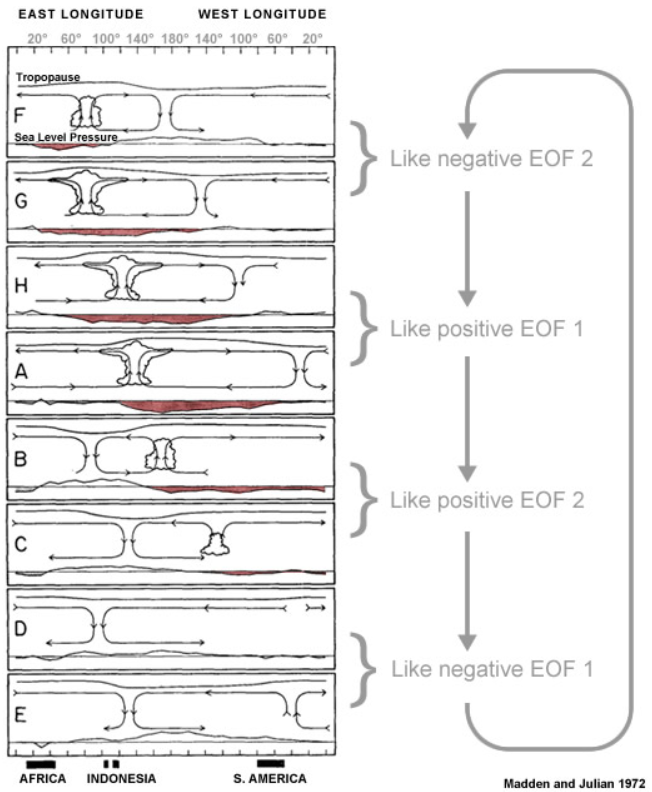 EAST LONGITUDE WEST LONGITUDE
20° 60° 100° 140° 180° 140° 100° 60° 20°
Tropopause
F
Sea Level Pressure
Like negative EOF 2
G
H
Like positive EOF 1
A
B
Like positive EOF 2
C
D
Like negative EOF 1
E
AFRICA INDONESIA S. AMERICA
Madden and Julian 1972